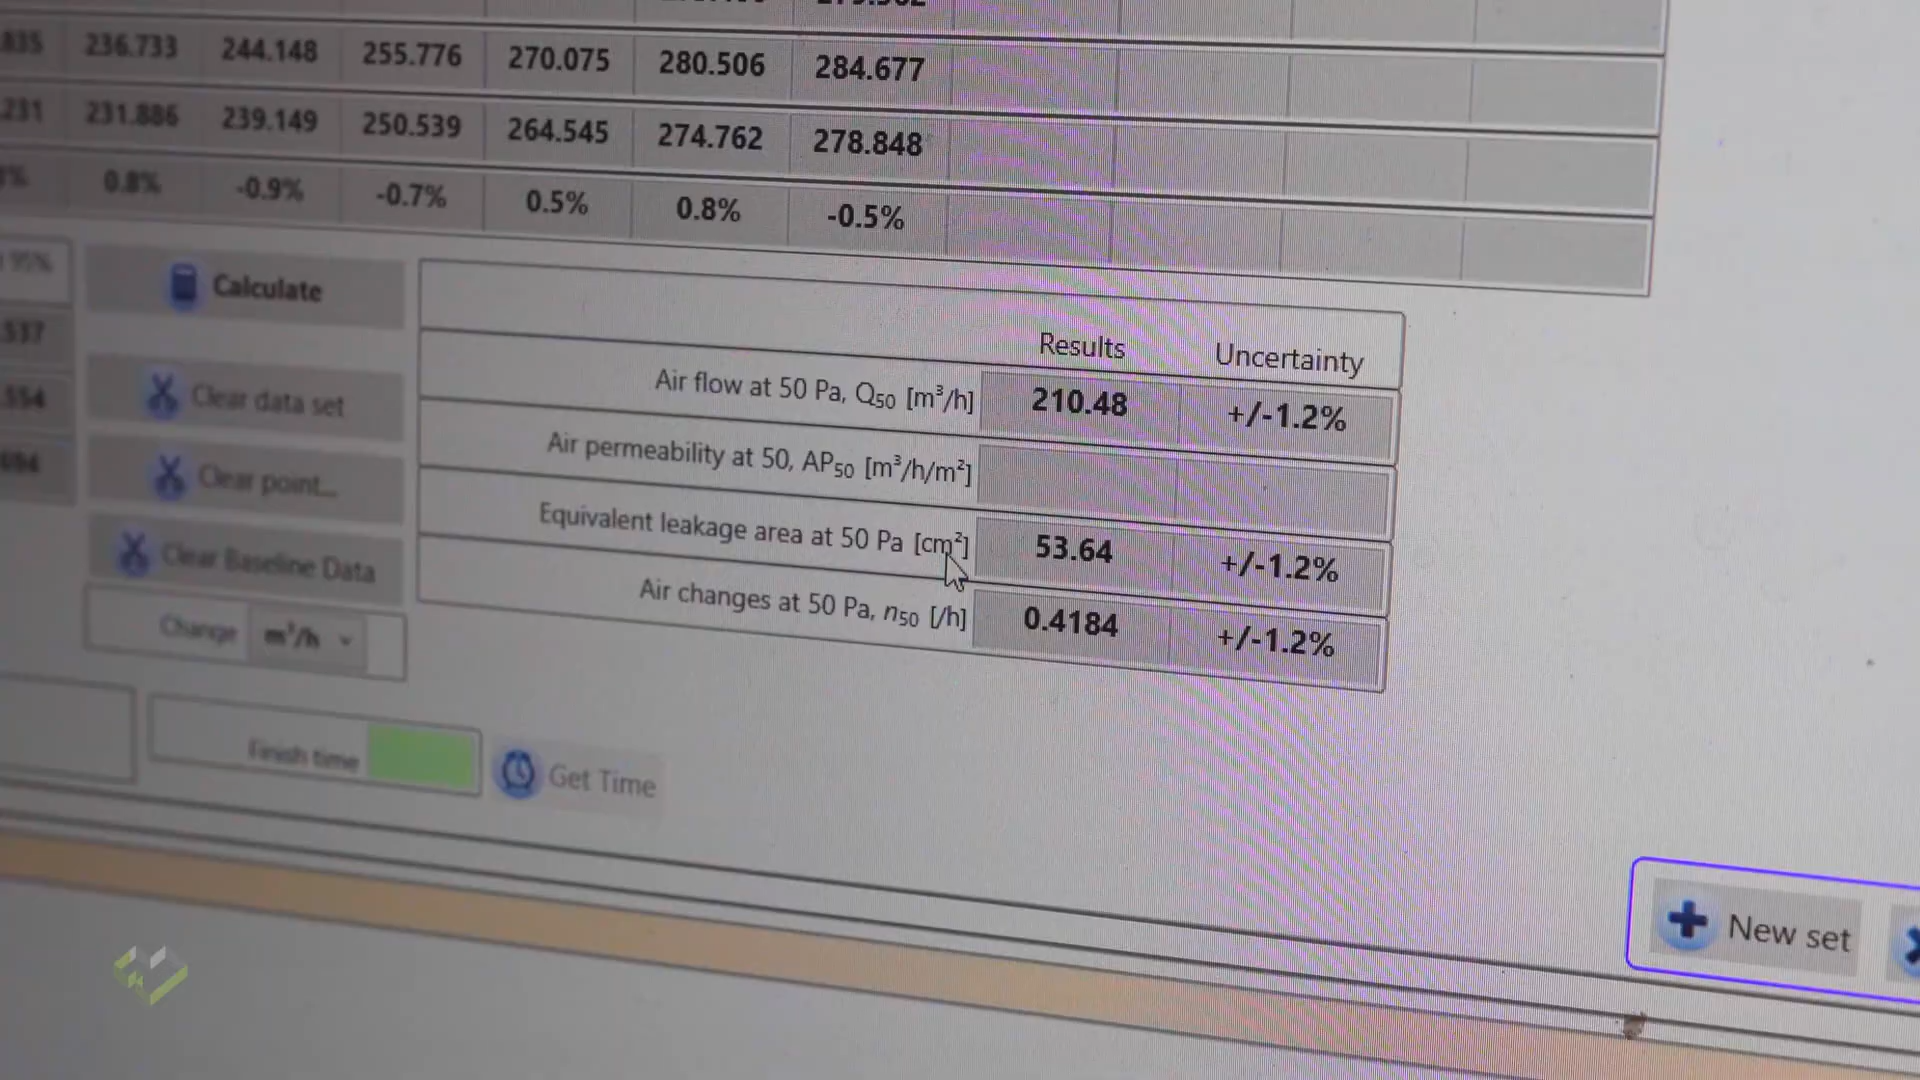 236.733 244.148 255.776 270.075 280.506 284.677
231.886 239.149 250.539 264.545 274.762 278.848
0.8% -0.9% -0.7% 0.5% 0.8% -0.5%
95%
Calculate
Results Uncertainty
Air flow at 50 Pa, Q50 [m³/h] 210.48 +/-1.2%
Clear data set
Air permeability at 50, AP50 [m³/h/m²]
Clear point...
Equivalent leakage area at 50 Pa [cm²] 53.64 +/-1.2%
Clear Baseline Data
Air changes at 50 Pa, n50 [/h] 0.4184 +/-1.2%
Change m³/h
Finish time Get Time
New set